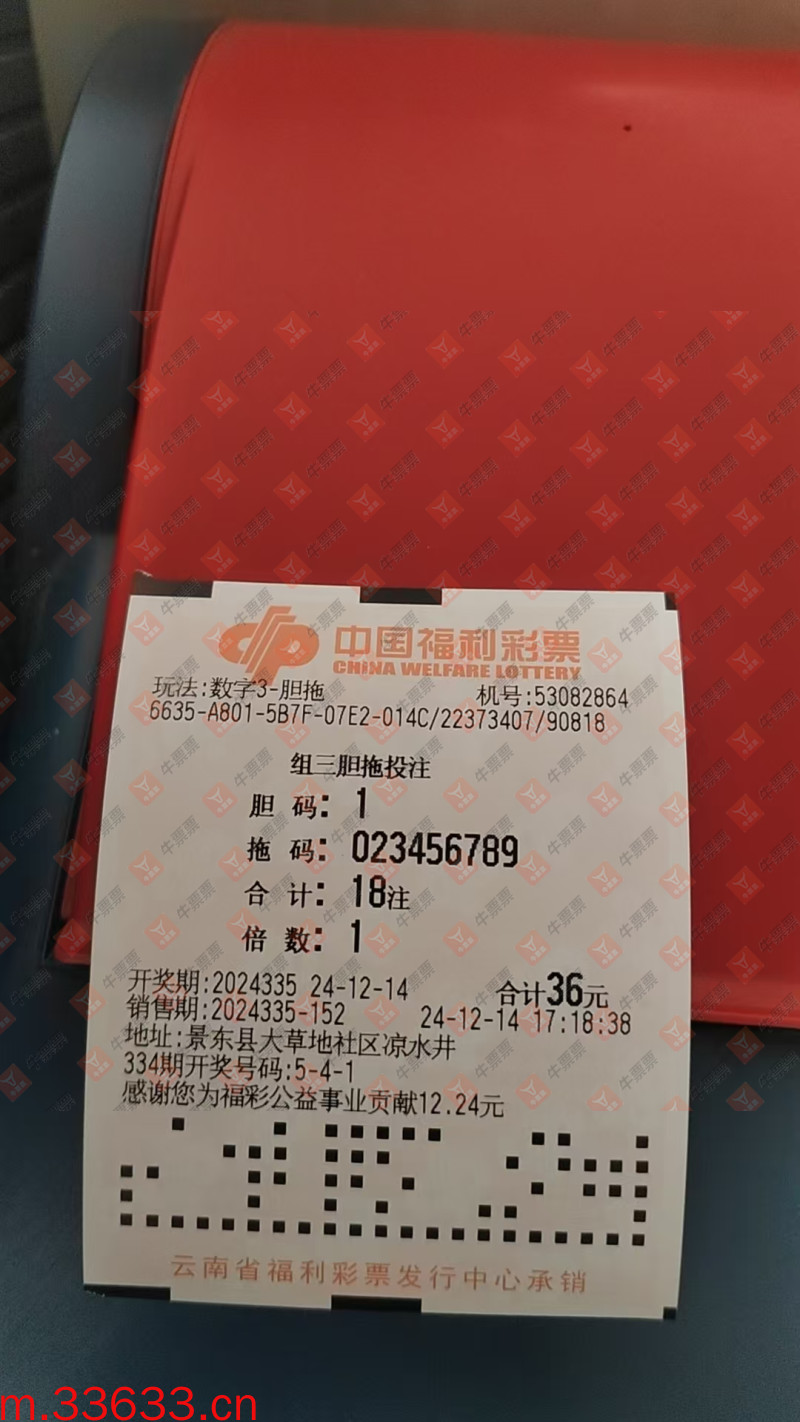 中国福利彩票
CHINA WELFARE LOTTERY
玩法:数字3-胆拖 机号:53082864
6635-A801-5B7F-07E2-014C/22373407/90818
组三胆拖投注
胆 码: 1
拖 码: 023456789
合 计: 18注
倍 数: 1
开奖期:2024335 24-12-14 合计36元
销售期:2024335-152 24-12-14 17:18:38
地址:景东县大草地社区凉水井
334期开奖号码:5-4-1
感谢您为福彩公益事业贡献12.24元
云南省福利彩票发行中心承销
牛票票
m.33633.cn